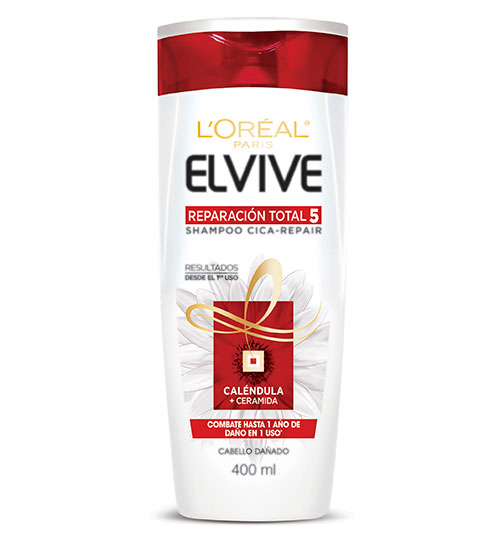 L'ORÉAL
PARIS
ELVIVE
REPARACIÓN TOTAL 5
SHAMPOO CICA-REPAIR
RESULTADOS
DESDE EL 1ER USO
CALÉNDULA
+ CERAMIDA
COMBATE HASTA 1 AÑO DE
DAÑO EN 1 USO*
CABELLO DAÑADO
400 ml